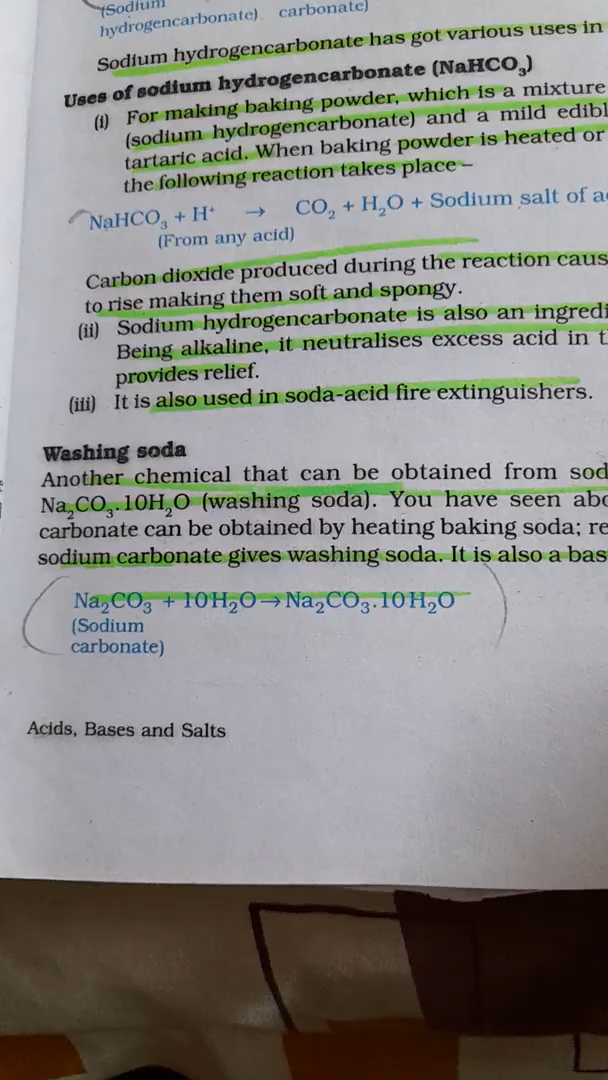 (Sodium
hydrogencarbonate) carbonate)
Sodium hydrogencarbonate has got various uses in
Uses of sodium hydrogencarbonate (NaHCO₃)
(i) For making baking powder, which is a mixture
(sodium hydrogencarbonate) and a mild edibl
tartaric acid. When baking powder is heated or
the following reaction takes place –
NaHCO₃ + H⁺ → CO₂ + H₂O + Sodium salt of a
(From any acid)
Carbon dioxide produced during the reaction caus
to rise making them soft and spongy.
(ii) Sodium hydrogencarbonate is also an ingredi
Being alkaline, it neutralises excess acid in t
provides relief.
(iii) It is also used in soda-acid fire extinguishers.
Washing soda
Another chemical that can be obtained from sod
Na₂CO₃.10H₂O (washing soda). You have seen abo
carbonate can be obtained by heating baking soda; re
sodium carbonate gives washing soda. It is also a bas
Na₂CO₃ + 10H₂O → Na₂CO₃.10H₂O
(Sodium
carbonate)
Acids, Bases and Salts